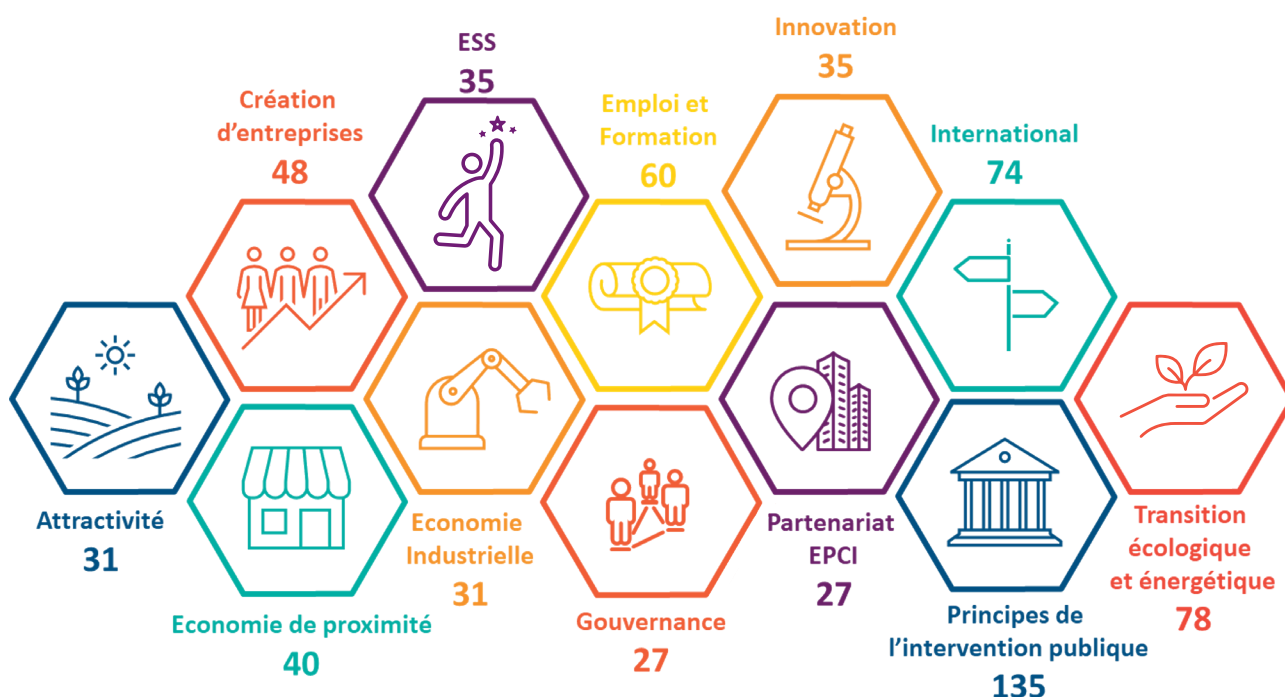 ESS
35
Innovation
35
Création
d'entreprises
48
Emploi et
Formation
60
International
74
Attractivité
31
Economie
Industrielle
31
Partenariat
EPCI
27
Transition
écologique
et énergétique
78
Economie de proximité
40
Gouvernance
27
Principes de
l'intervention publique
135